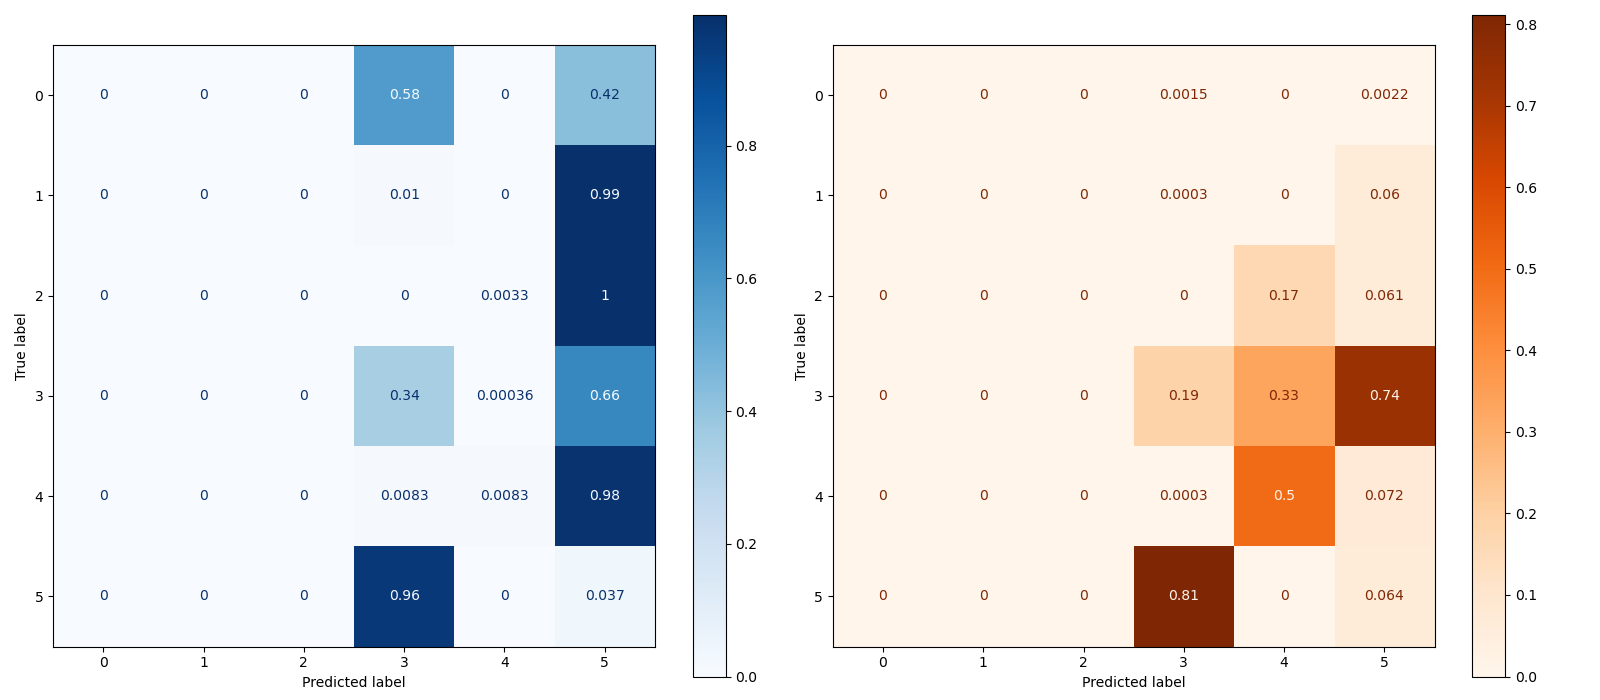 0 0 0 0 0.58 0 0.42
1 0 0 0 0.01 0 0.99
2 0 0 0 0 0.0033 1
3 0 0 0 0.34 0.00036 0.66
4 0 0 0 0.0083 0.0083 0.98
5 0 0 0 0.96 0 0.037
0 1 2 3 4 5
Predicted label
True label
0.8
0.6
0.4
0.2
0.0
0 0 0 0 0.0015 0 0.0022
1 0 0 0 0.0003 0 0.06
2 0 0 0 0 0.17 0.061
3 0 0 0 0.19 0.33 0.74
4 0 0 0 0.0003 0.5 0.072
5 0 0 0 0.81 0 0.064
0 1 2 3 4 5
Predicted label
True label
0.8
0.7
0.6
0.5
0.4
0.3
0.2
0.1
0.0